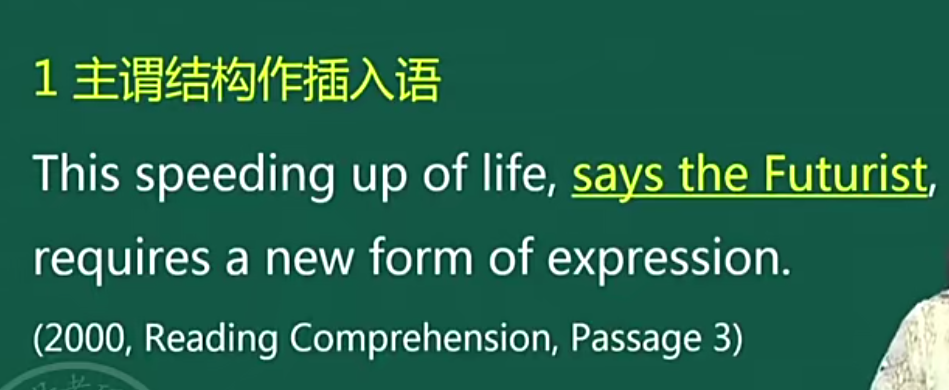 1 主谓结构作插入语
This speeding up of life, says the Futurist,
requires a new form of expression.
(2000, Reading Comprehension, Passage 3)